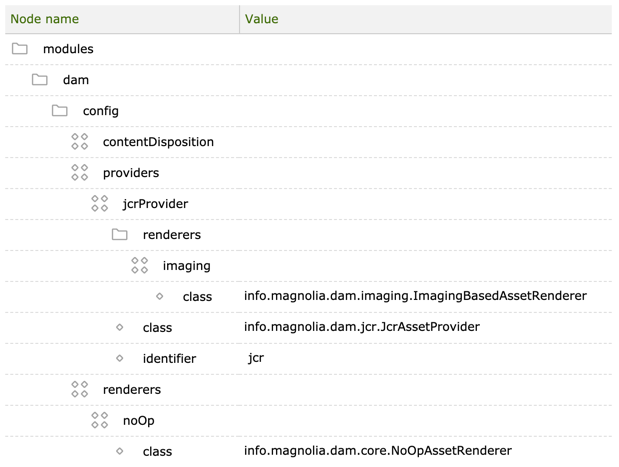 Node name Value
modules
dam
config
contentDisposition
providers
jcrProvider
renderers
imaging
class info.magnolia.dam.imaging.ImagingBasedAssetRenderer
class info.magnolia.dam.jcr.JcrAssetProvider
identifier jcr
renderers
noOp
class info.magnolia.dam.core.NoOpAssetRenderer